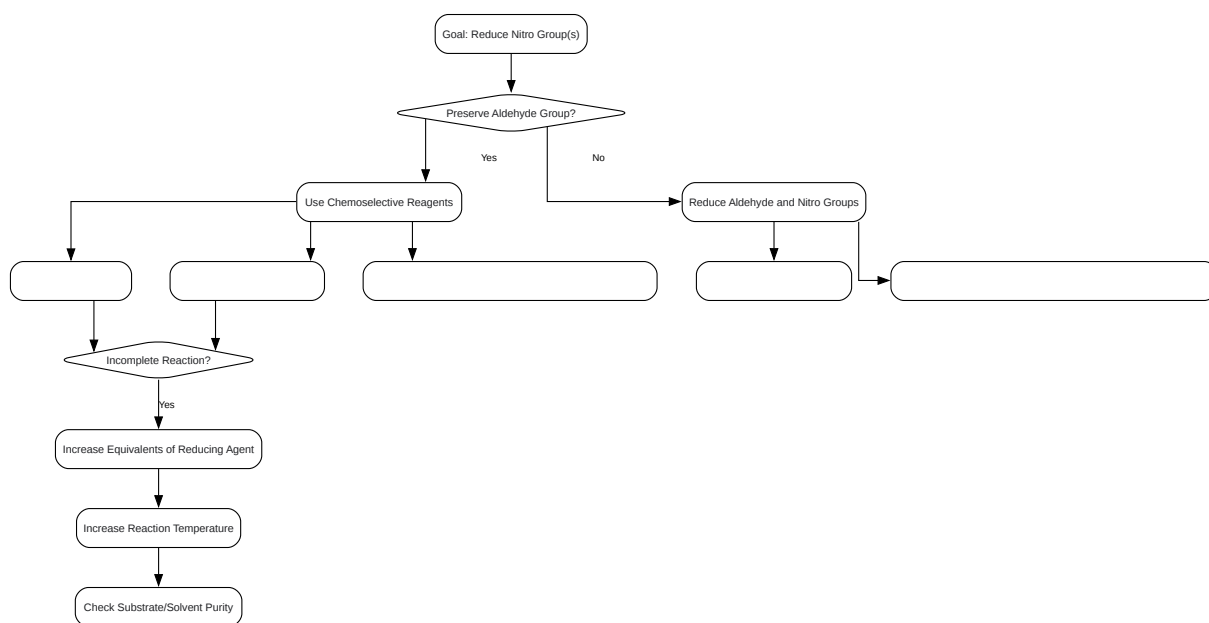 Goal: Reduce Nitro Group(s)
Preserve Aldehyde Group?
Yes
No
Use Chemoselective Reagents
Reduce Aldehyde and Nitro Groups
Incomplete Reaction?
Yes
Increase Equivalents of Reducing Agent
Increase Reaction Temperature
Check Substrate/Solvent Purity